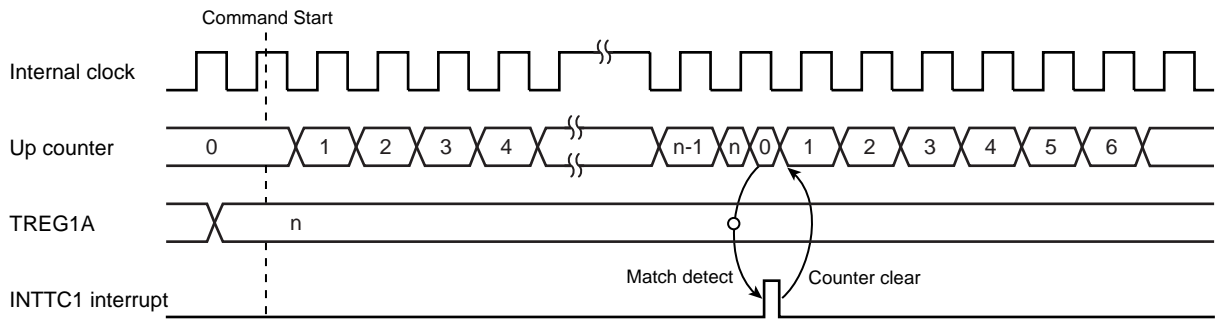 Command Start
Internal clock
Up counter 0 1 2 3 4 n-1 n 0 1 2 3 4 5 6
TREG1A n
Match detect Counter clear
INTTC1 interrupt